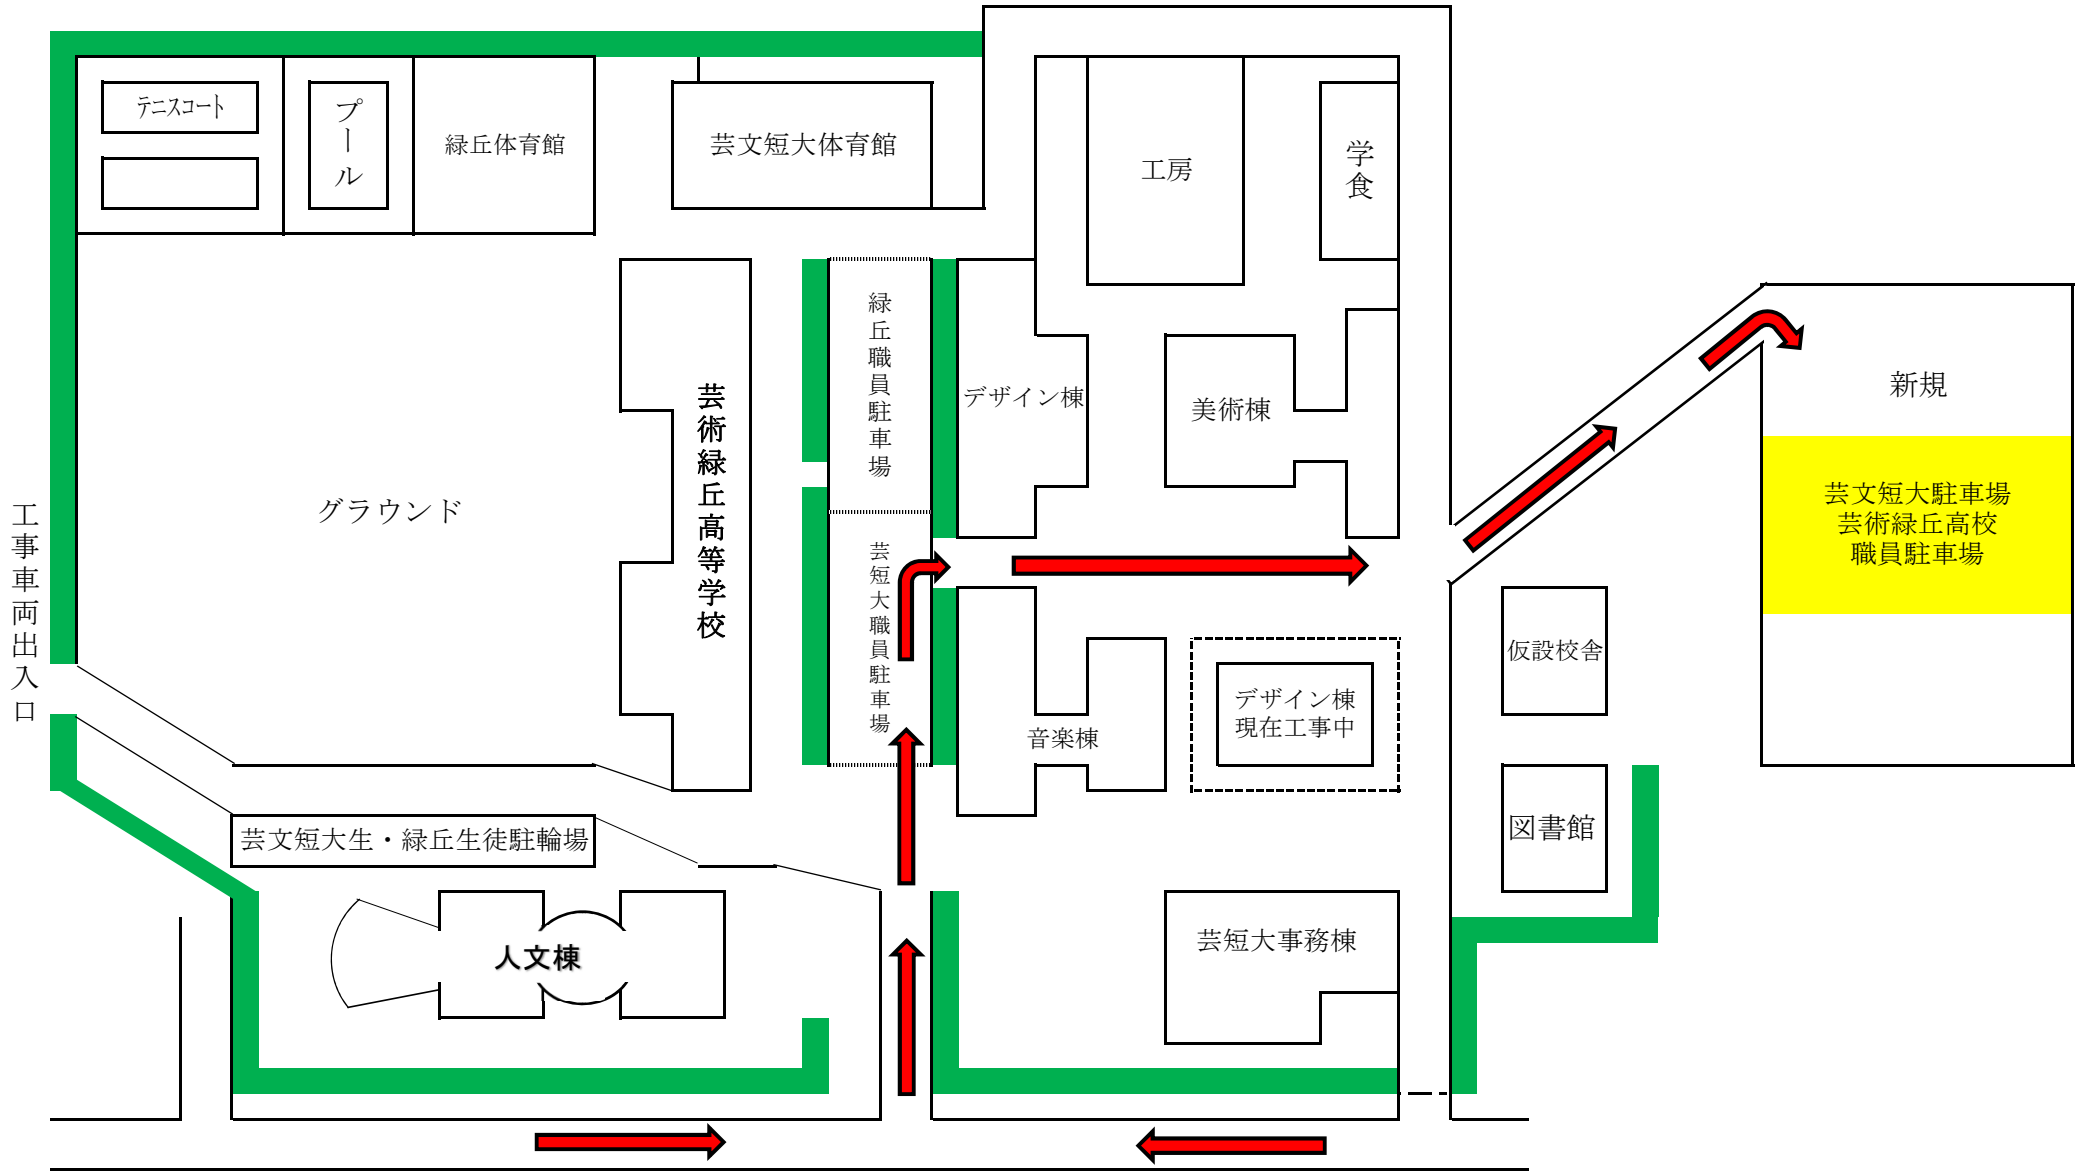 テニスコート
プール
緑丘体育館
芸文短大体育館
工房
学食
緑丘職員駐車場
デザイン棟
美術棟
新規
芸術緑丘高等学校
グラウンド
工事車両出入口
芸文短大駐車場
芸術緑丘高校
職員駐車場
芸短大職員駐車場
仮設校舎
デザイン棟
現在工事中
音楽棟
図書館
芸文短大生・緑丘生徒駐輪場
人文棟
芸短大事務棟